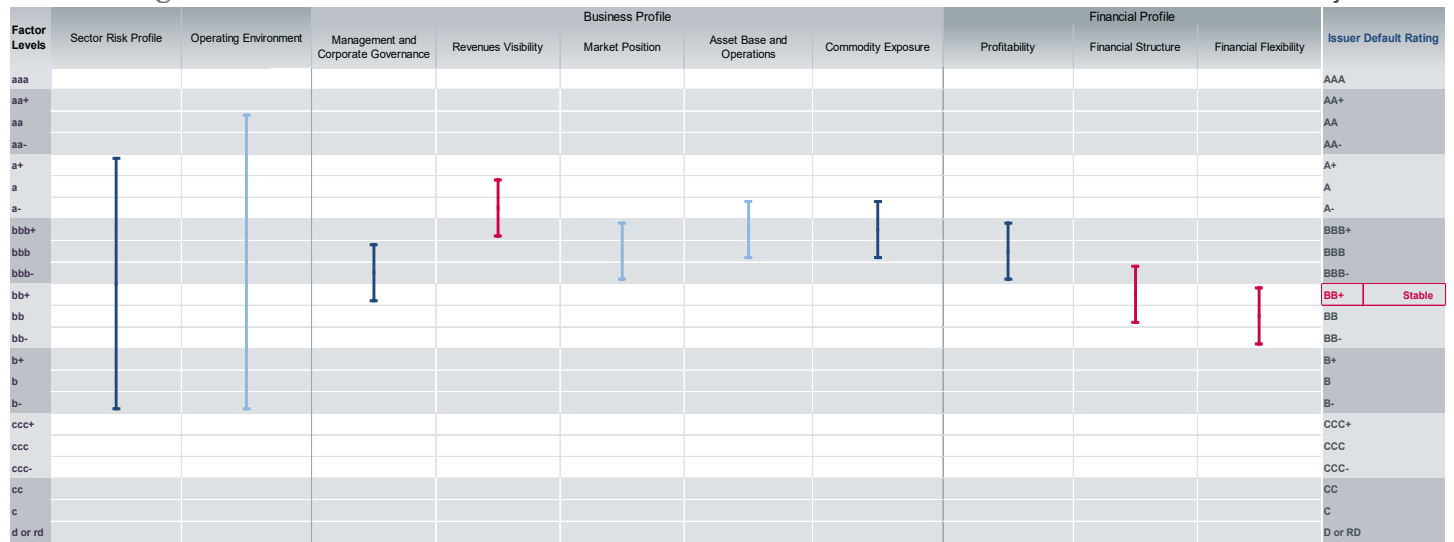 Business Profile
Financial Profile
Factor
Levels
Sector Risk Profile
Operating Environment
Management and
Corporate Governance
Revenues Visibility
Market Position
Asset Base and
Operations
Commodity Exposure
Profitability
Financial Structure
Financial Flexibility
Issuer Default Rating
aaa AAA
aa+ AA+
aa AA
aa- AA-
a+ A+
a A
a- A-
bbb+ BBB+
bbb BBB
bbb- BBB-
bb+ BB+ Stable
bb BB
bb- BB-
b+ B+
b B
b- B-
ccc+ CCC+
ccc CCC
ccc- CCC-
cc CC
c C
d or rd D or RD